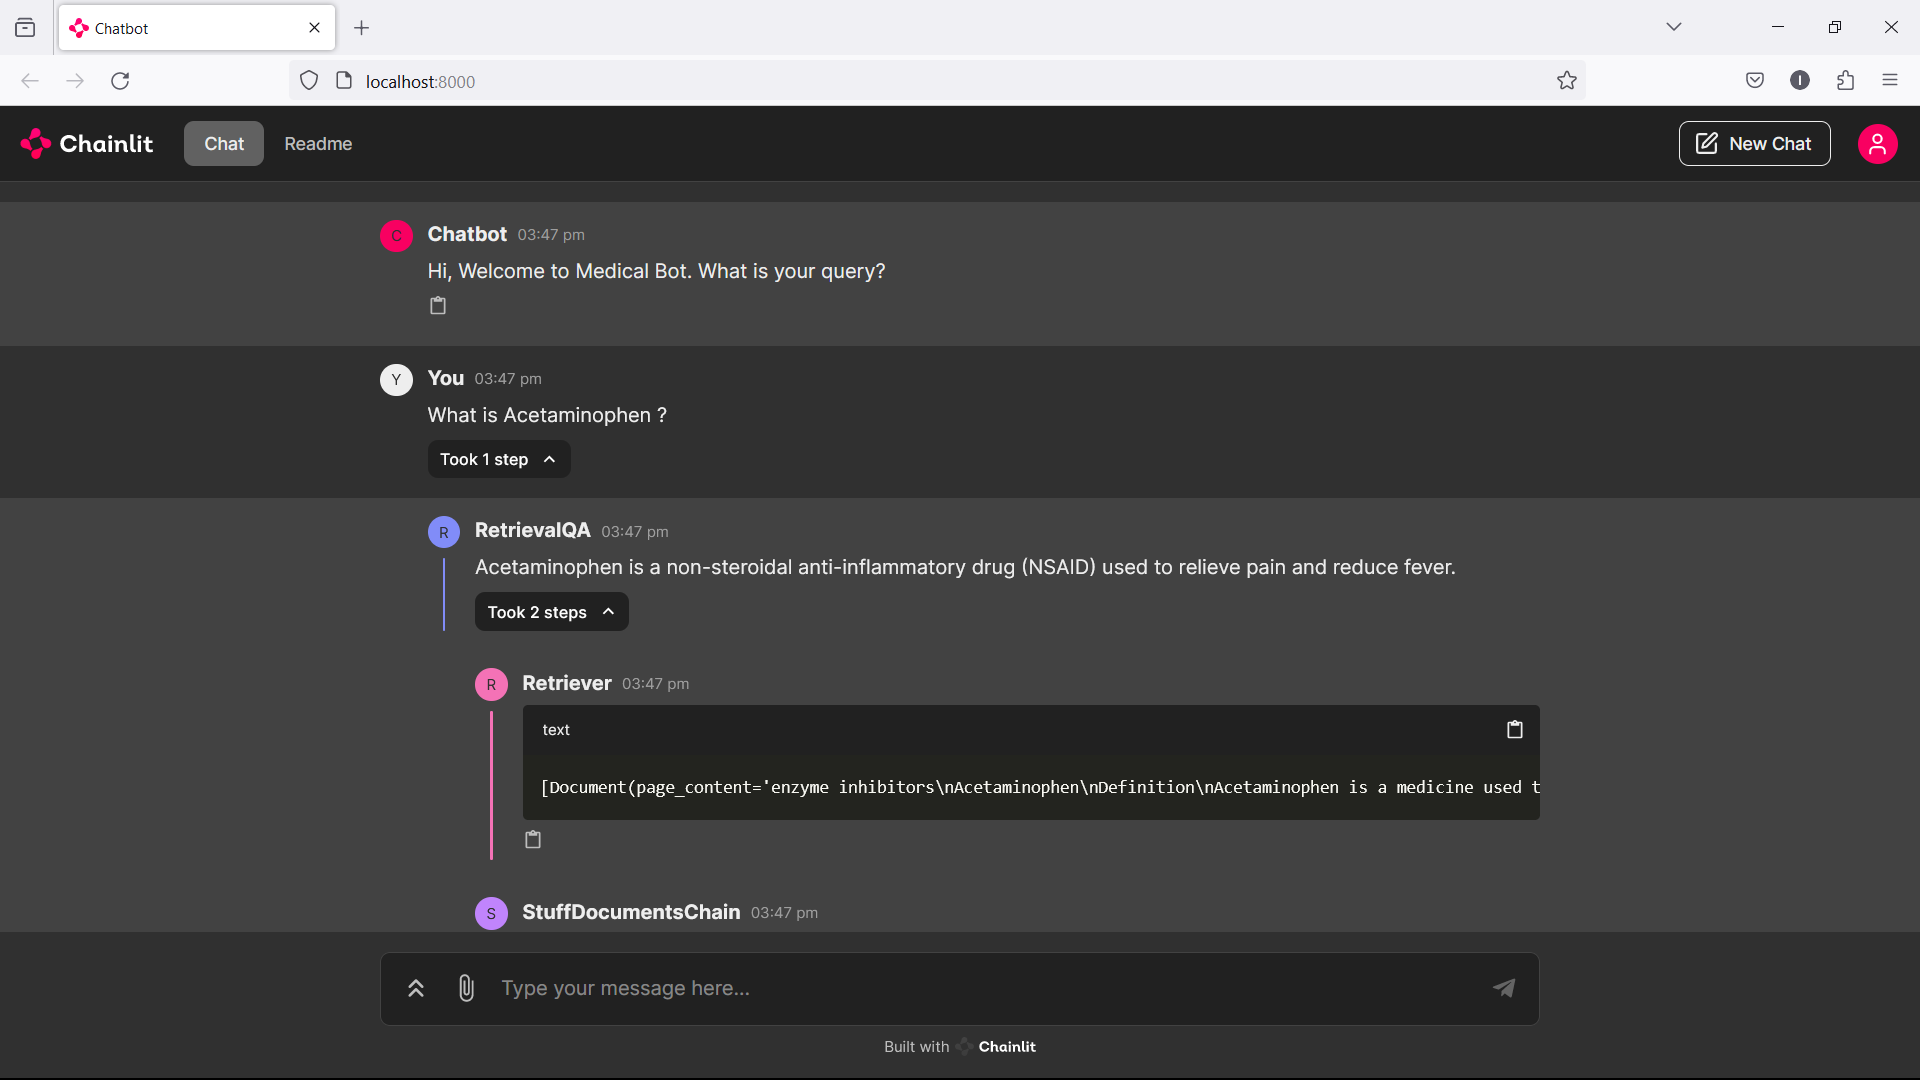 Chatbot
localhost:8000
I
Chainlit
Chat
Readme
New Chat
C
Chatbot 03:47 pm
Hi, Welcome to Medical Bot. What is your query?
Y
You 03:47 pm
What is Acetaminophen ?
Took 1 step
R
RetrievalQA 03:47 pm
Acetaminophen is a non-steroidal anti-inflammatory drug (NSAID) used to relieve pain and reduce fever.
Took 2 steps
R
Retriever 03:47 pm
text
[Document(page_content='enzyme inhibitors\nAcetaminophen\nDefinition\nAcetaminophen is a medicine used t
S
StuffDocumentsChain 03:47 pm
Type your message here...
Built with Chainlit